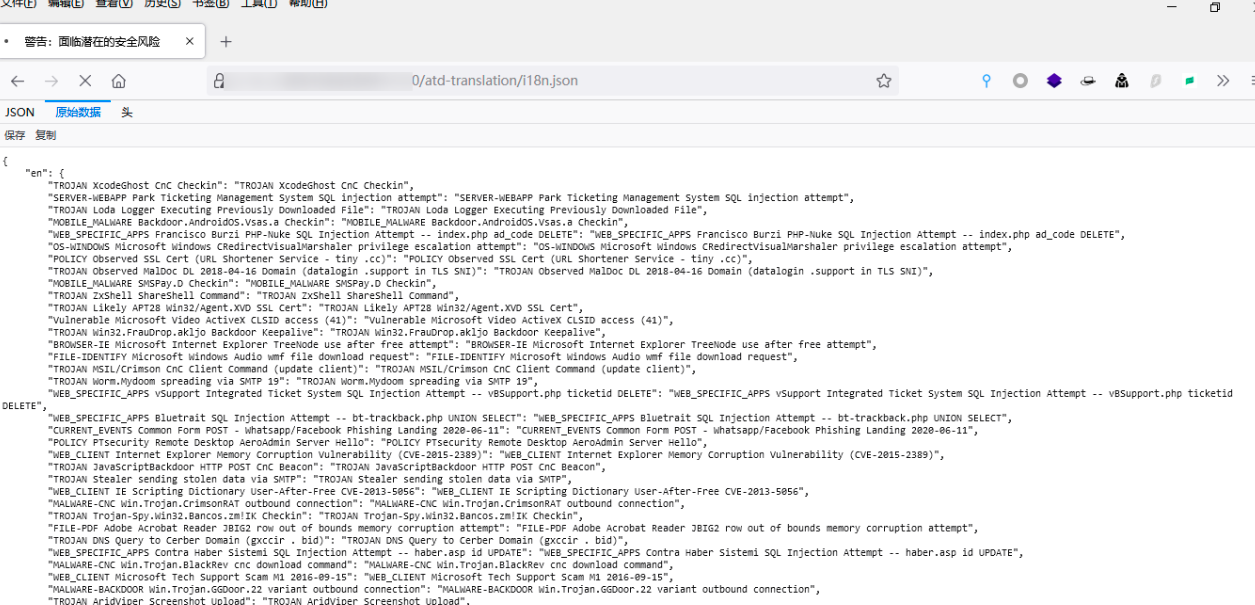 文件(F) 编辑(E) 查看(V) 历史(S) 书签(B) 工具(T) 帮助(H)
警告：面临潜在的安全风险
0/atd-translation/i18n.json
JSON 原始数据 头
保存 复制
{
"en": {
"TROJAN XcodeGhost CnC Checkin": "TROJAN XcodeGhost CnC Checkin",
"SERVER-WEBAPP Park Ticketing Management System SQL injection attempt": "SERVER-WEBAPP Park Ticketing Management System SQL injection attempt",
"TROJAN Loda Logger Executing Previously Downloaded File": "TROJAN Loda Logger Executing Previously Downloaded File",
"MOBILE_MALWARE Backdoor.AndroidOS.Vsas.a Checkin": "MOBILE_MALWARE Backdoor.AndroidOS.Vsas.a Checkin",
"WEB_SPECIFIC_APPS Francisco Burzi PHP-Nuke SQL Injection Attempt -- index.php ad_code DELETE": "WEB_SPECIFIC_APPS Francisco Burzi PHP-Nuke SQL Injection Attempt -- index.php ad_code DELETE",
"OS-WINDOWS Microsoft Windows CRedirectVisualMarshaler privilege escalation attempt": "OS-WINDOWS Microsoft Windows CRedirectVisualMarshaler privilege escalation attempt",
"POLICY Observed SSL Cert (URL Shortener Service - tiny .cc)": "POLICY Observed SSL Cert (URL Shortener Service - tiny .cc)",
"TROJAN Observed MalDoc DL 2018-04-16 Domain (datalogin .support in TLS SNI)": "TROJAN Observed MalDoc DL 2018-04-16 Domain (datalogin .support in TLS SNI)",
"MOBILE_MALWARE SMSPay.D Checkin": "MOBILE_MALWARE SMSPay.D Checkin",
"TROJAN ZxShell ShareShell Command": "TROJAN ZxShell ShareShell Command",
"TROJAN Likely APT28 Win32/Agent.XVD SSL Cert": "TROJAN Likely APT28 Win32/Agent.XVD SSL Cert",
"Vulnerable Microsoft Video ActiveX CLSID access (41)": "Vulnerable Microsoft Video ActiveX CLSID access (41)",
"TROJAN Win32.FrauDrop.akljo Backdoor Keepalive": "TROJAN Win32.FrauDrop.akljo Backdoor Keepalive",
"BROWSER-IE Microsoft Internet Explorer TreeNode use after free attempt": "BROWSER-IE Microsoft Internet Explorer TreeNode use after free attempt",
"FILE-IDENTIFY Microsoft Windows Audio wmf file download request": "FILE-IDENTIFY Microsoft Windows Audio wmf file download request",
"TROJAN MSIL/Crimson CnC Client Command (update client)": "TROJAN MSIL/Crimson CnC Client Command (update client)",
"TROJAN Worm.Mydoom spreading via SMTP 19": "TROJAN Worm.Mydoom spreading via SMTP 19",
"WEB_SPECIFIC_APPS vSupport Integrated Ticket System SQL Injection Attempt -- vBSupport.php ticketid DELETE": "WEB_SPECIFIC_APPS vSupport Integrated Ticket System SQL Injection Attempt -- vBSupport.php ticketid
DELETE",
"WEB_SPECIFIC_APPS Bluetrait SQL Injection Attempt -- bt-trackback.php UNION SELECT": "WEB_SPECIFIC_APPS Bluetrait SQL Injection Attempt -- bt-trackback.php UNION SELECT",
"CURRENT_EVENTS Common Form POST - Whatsapp/Facebook Phishing Landing 2020-06-11": "CURRENT_EVENTS Common Form POST - Whatsapp/Facebook Phishing Landing 2020-06-11",
"POLICY PTsecurity Remote Desktop AeroAdmin Server Hello": "POLICY PTsecurity Remote Desktop AeroAdmin Server Hello",
"WEB_CLIENT Internet Explorer Memory Corruption Vulnerability (CVE-2015-2389)": "WEB_CLIENT Internet Explorer Memory Corruption Vulnerability (CVE-2015-2389)",
"TROJAN JavaScriptBackdoor HTTP POST CnC Beacon": "TROJAN JavaScriptBackdoor HTTP POST CnC Beacon",
"TROJAN Stealer sending stolen data via SMTP": "TROJAN Stealer sending stolen data via SMTP",
"WEB_CLIENT IE Scripting Dictionary User-After-Free CVE-2013-5056": "WEB_CLIENT IE Scripting Dictionary User-After-Free CVE-2013-5056",
"MALWARE-CNC Win.Trojan.CrimsonRAT outbound connection": "MALWARE-CNC Win.Trojan.CrimsonRAT outbound connection",
"TROJAN Trojan-Spy.Win32.Bancos.zm!IK Checkin": "TROJAN Trojan-Spy.Win32.Bancos.zm!IK Checkin",
"FILE-PDF Adobe Acrobat Reader JBIG2 row out of bounds memory corruption attempt": "FILE-PDF Adobe Acrobat Reader JBIG2 row out of bounds memory corruption attempt",
"TROJAN DNS Query to Cerber Domain (gxccir . bid)": "TROJAN DNS Query to Cerber Domain (gxccir . bid)",
"WEB_SPECIFIC_APPS Contra Haber Sistemi SQL Injection Attempt -- haber.asp id UPDATE": "WEB_SPECIFIC_APPS Contra Haber Sistemi SQL Injection Attempt -- haber.asp id UPDATE",
"MALWARE-CNC Win.Trojan.BlackRev cnc download command": "MALWARE-CNC Win.Trojan.BlackRev cnc download command",
"WEB_CLIENT Microsoft Tech Support Scam M1 2016-09-15": "WEB_CLIENT Microsoft Tech Support Scam M1 2016-09-15",
"MALWARE-BACKDOOR Win.Trojan.GGDoor.22 variant outbound connection": "MALWARE-BACKDOOR Win.Trojan.GGDoor.22 variant outbound connection",
"TROJAN AridViper Screenshot Upload": "TROJAN AridViper Screenshot Upload",